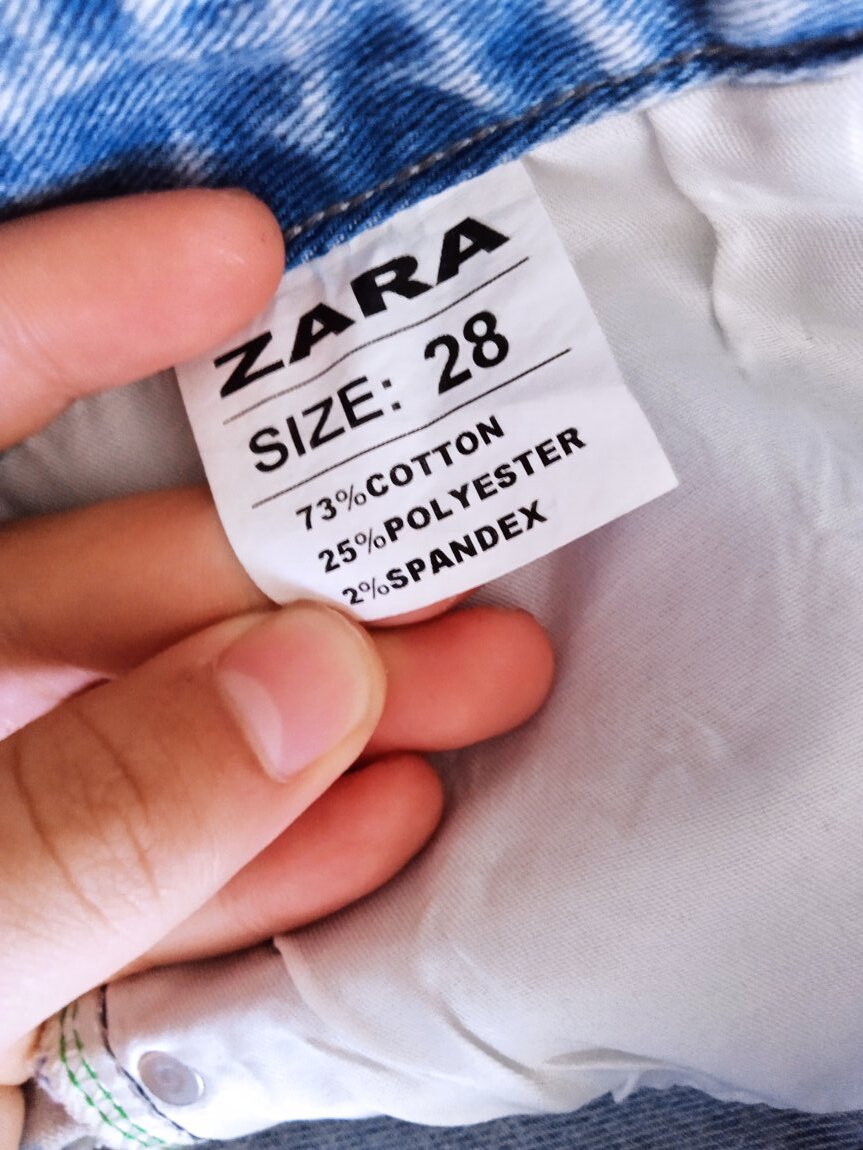 ZARA
SIZE: 28
73%COTTON
25%POLYESTER
2%SPANDEX